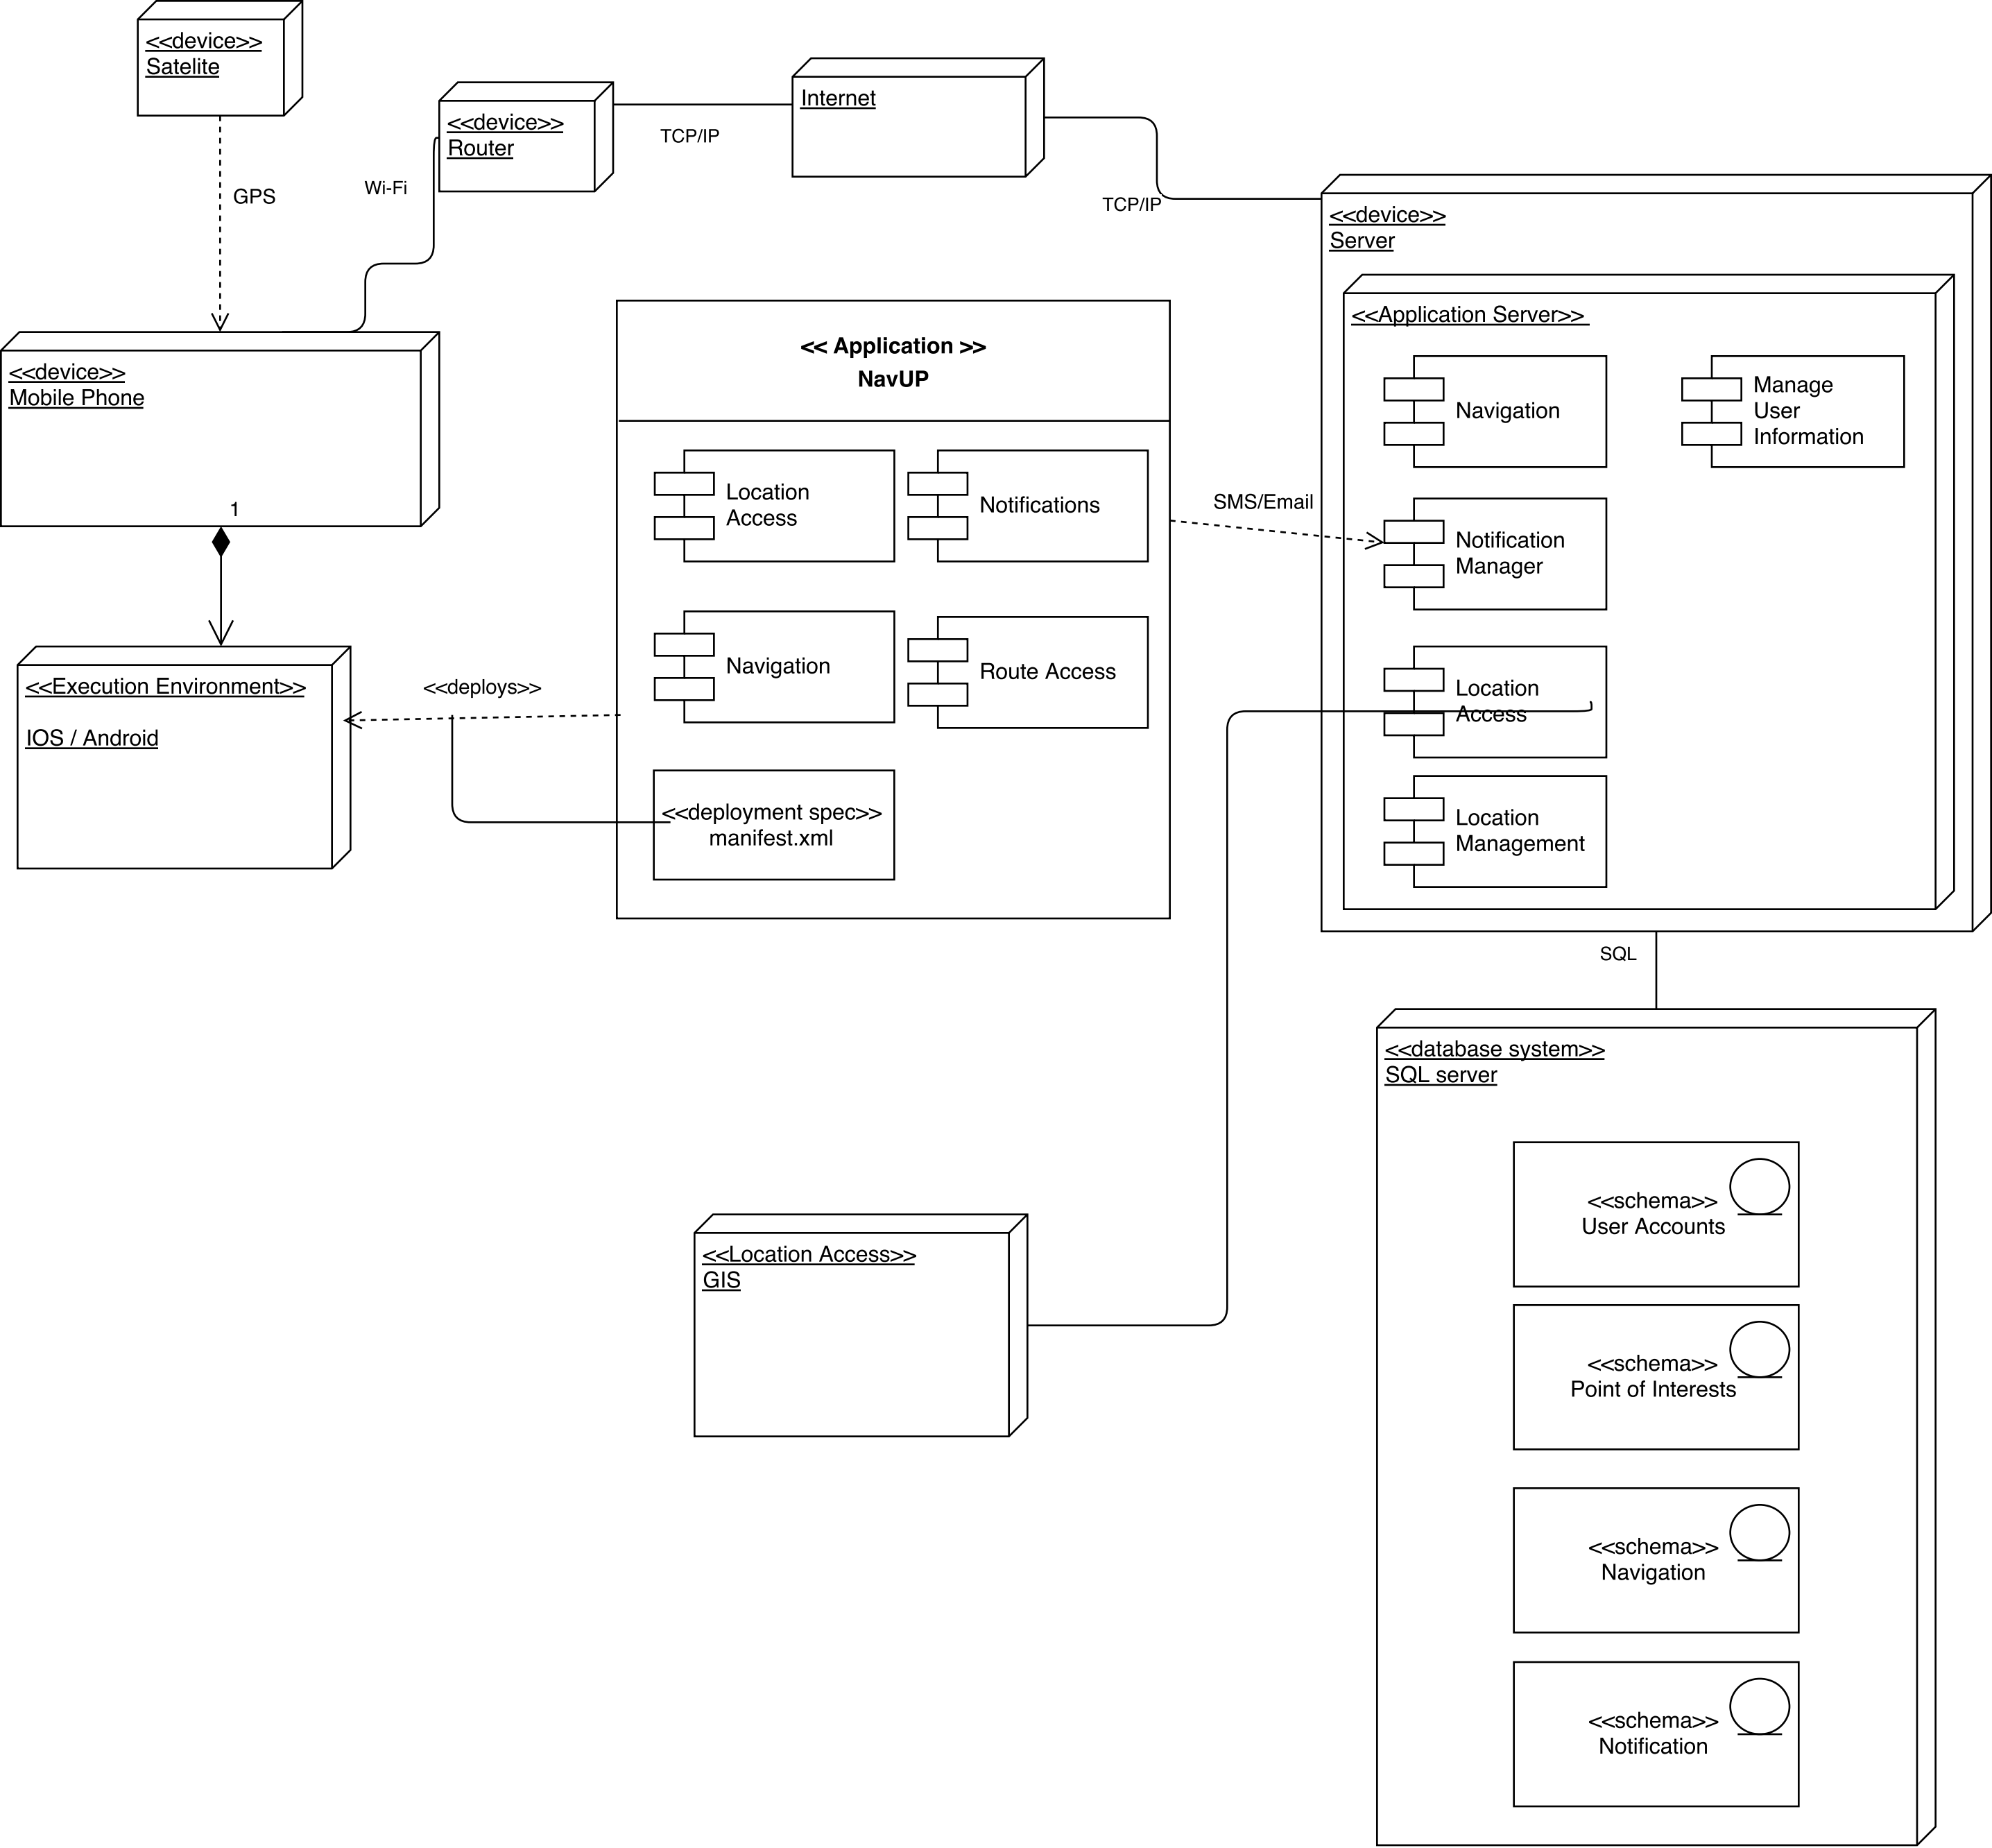 <<device>>
Satelite
GPS
<<device>>
Router
Wi-Fi
TCP/IP
Internet
TCP/IP
<<device>>
Mobile Phone
1
<<Execution Environment>>
IOS / Android
<<deploys>>
<< Application >>
NavUP
Location
Access
Notifications
Navigation
Route Access
<<deployment spec>>
manifest.xml
SMS/Email
<<device>>
Server
<<Application Server>>
Navigation
Manage
User
Information
Notification
Manager
Location
Access
Location
Management
SQL
<<database system>>
SQL server
<<schema>>
User Accounts
<<schema>>
Point of Interests
<<schema>>
Navigation
<<schema>>
Notification
<<Location Access>>
GIS